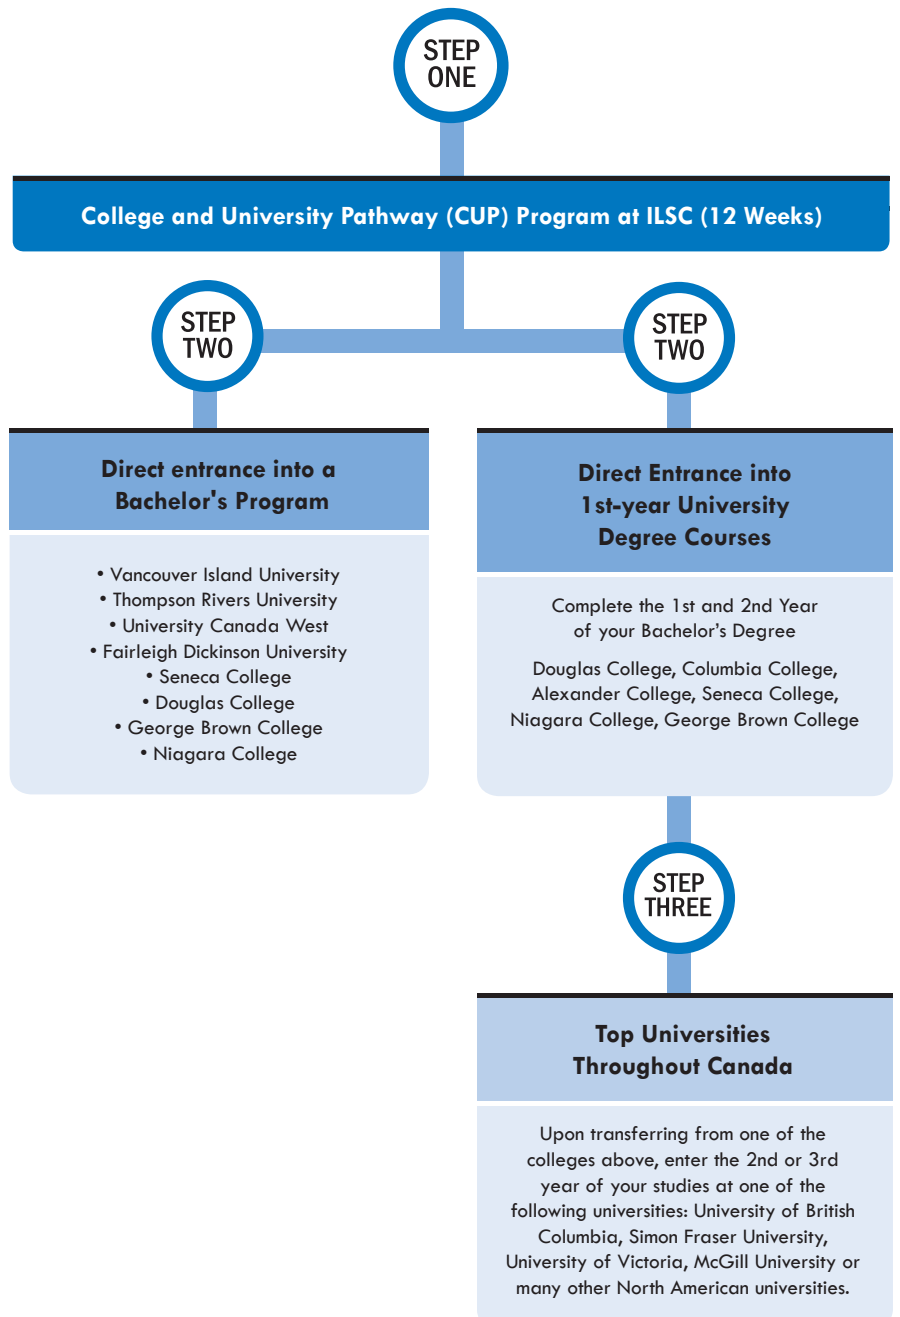 STEP
ONE
College and University Pathway (CUP) Program at ILSC (12 Weeks)
STEP
TWO
Direct entrance into a
Bachelor's Program
• Vancouver Island University
• Thompson Rivers University
• University Canada West
• Fairleigh Dickinson University
• Seneca College
• Douglas College
• George Brown College
• Niagara College
STEP
TWO
Direct Entrance into
1st-year University
Degree Courses
Complete the 1st and 2nd Year
of your Bachelor’s Degree
Douglas College, Columbia College,
Alexander College, Seneca College,
Niagara College, George Brown College
STEP
THREE
Top Universities
Throughout Canada
Upon transferring from one of the
colleges above, enter the 2nd or 3rd
year of your studies at one of the
following universities: University of British
Columbia, Simon Fraser University,
University of Victoria, McGill University or
many other North American universities.